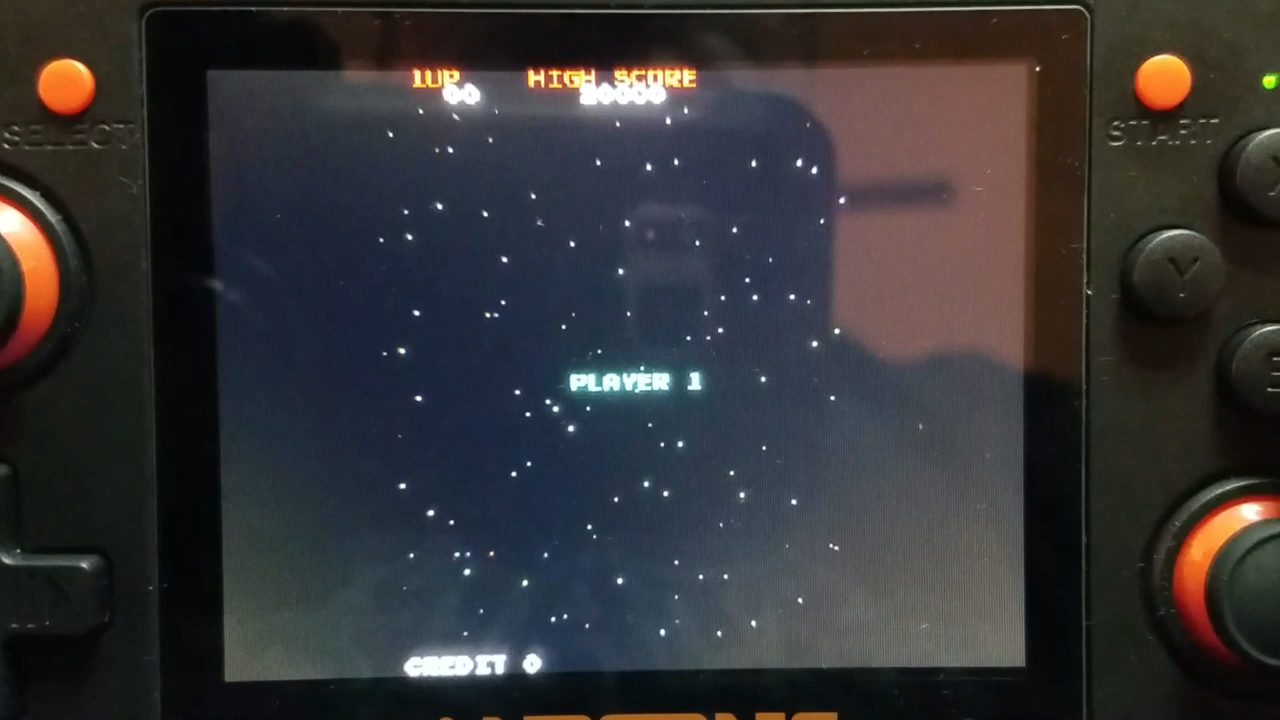 1UP HIGH SCORE
00 20000
SELECT
START
Y
PLAYER 1
CREDIT 0